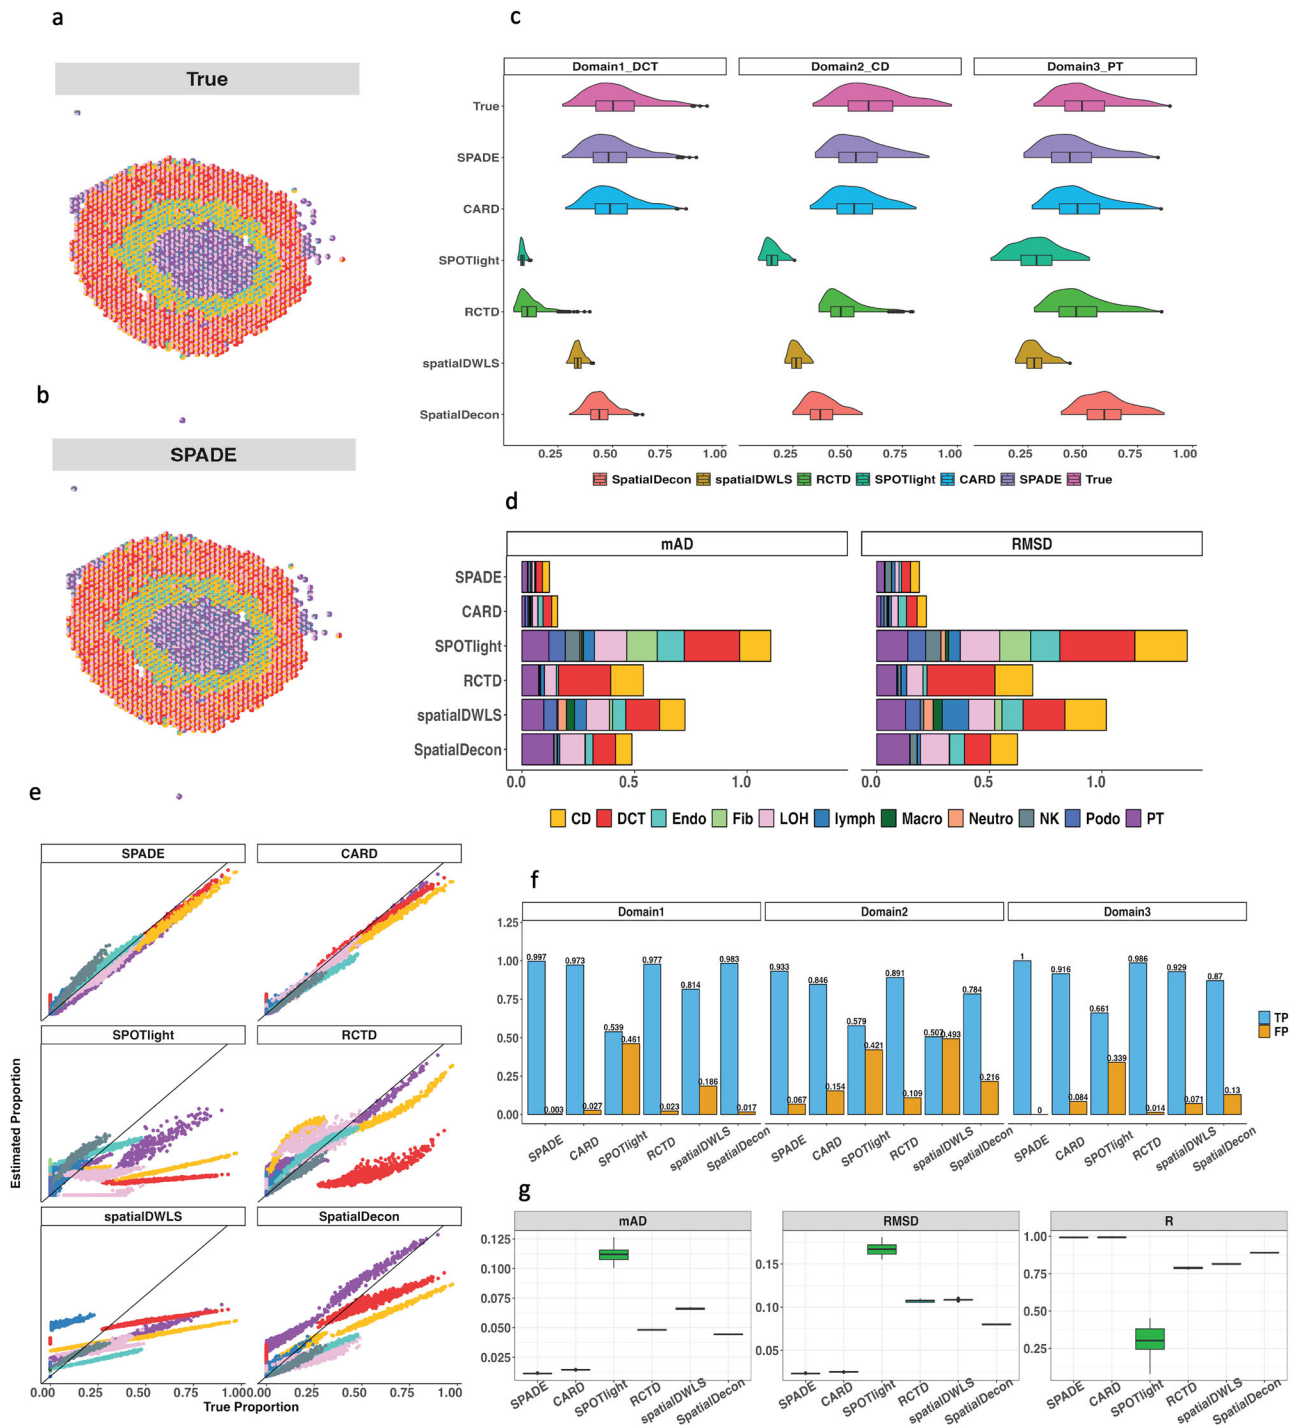 a
True
b
SPADE
c
Domain1_DCT Domain2_CD Domain3_PT
True
SPADE
CARD
SPOTlight
RCTD
spatialDWLS
SpatialDecon
0.25 0.50 0.75 1.00 0.25 0.50 0.75 1.00 0.25 0.50 0.75 1.00
SpatialDecon spatialDWLS RCTD SPOTlight CARD SPADE True
d
mAD RMSD
SPADE
CARD
SPOTlight
RCTD
spatialDWLS
SpatialDecon
0.0 0.5 1.0 0.0 0.5 1.0
CD DCT Endo Fib LOH lymph Macro Neutro NK Podo PT
e
SPADE CARD
SPOTlight RCTD
spatialDWLS SpatialDecon
Estimated Proportion
0.00 0.25 0.50 0.75 1.00 0.00 0.25 0.50 0.75 1.00
True Proportion
f
Domain1 Domain2 Domain3
1.25
1.00
0.75
0.50
0.25
0.00
0.997 0.003 0.973 0.027 0.539 0.461 0.977 0.023 0.814 0.186 0.983 0.017
0.933 0.067 0.846 0.154 0.579 0.421 0.891 0.109 0.507 0.493 0.784 0.216
1 0 0.916 0.084 0.661 0.339 0.986 0.014 0.929 0.071 0.87 0.13
TP
FP
SPADE CARD SPOTlight RCTD spatialDWLS SpatialDecon SPADE CARD SPOTlight RCTD spatialDWLS SpatialDecon SPADE CARD SPOTlight RCTD spatialDWLS SpatialDecon
g
mAD RMSD R
0.125
0.100
0.075
0.050
0.025
0.15
0.10
0.05
1.00
0.75
0.50
0.25
SPADE CARD SPOTlight RCTD spatialDWLS SpatialDecon SPADE CARD SPOTlight RCTD spatialDWLS SpatialDecon SPADE CARD SPOTlight RCTD spatialDWLS SpatialDecon